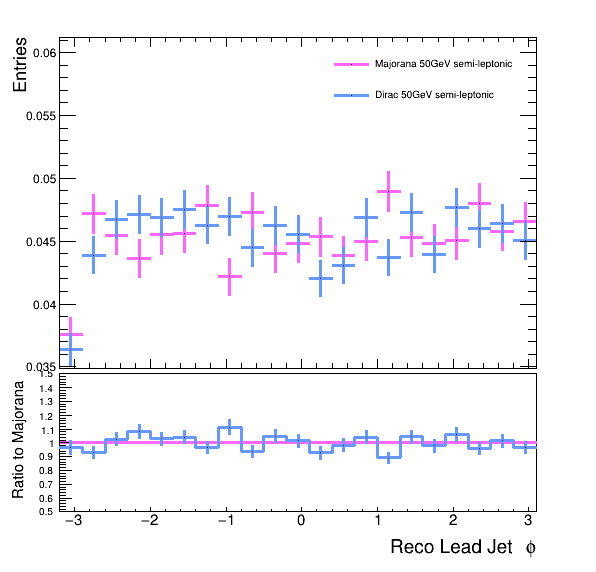 Entries
0.06
0.055
0.05
0.045
0.04
0.035
Majorana 50GeV semi-leptonic
Dirac 50GeV semi-leptonic
Ratio to Majorana
1.5
1.4
1.3
1.2
1.1
1
0.9
0.8
0.7
0.6
0.5
−3 −2 −1 0 1 2 3
Reco Lead Jet ϕ